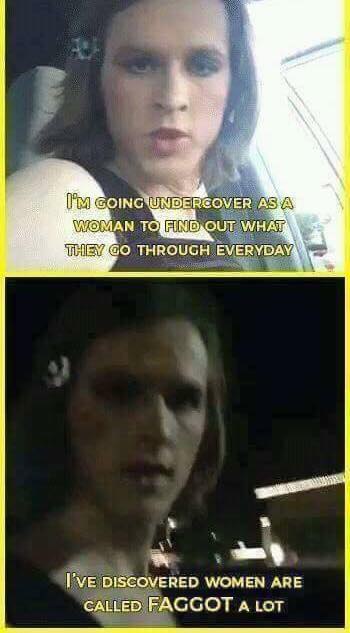 I'M GOING UNDERCOVER AS A
WOMAN TO FIND OUT WHAT
THEY GO THROUGH EVERYDAY
I'VE DISCOVERED WOMEN ARE
CALLED FAGGOT A LOT